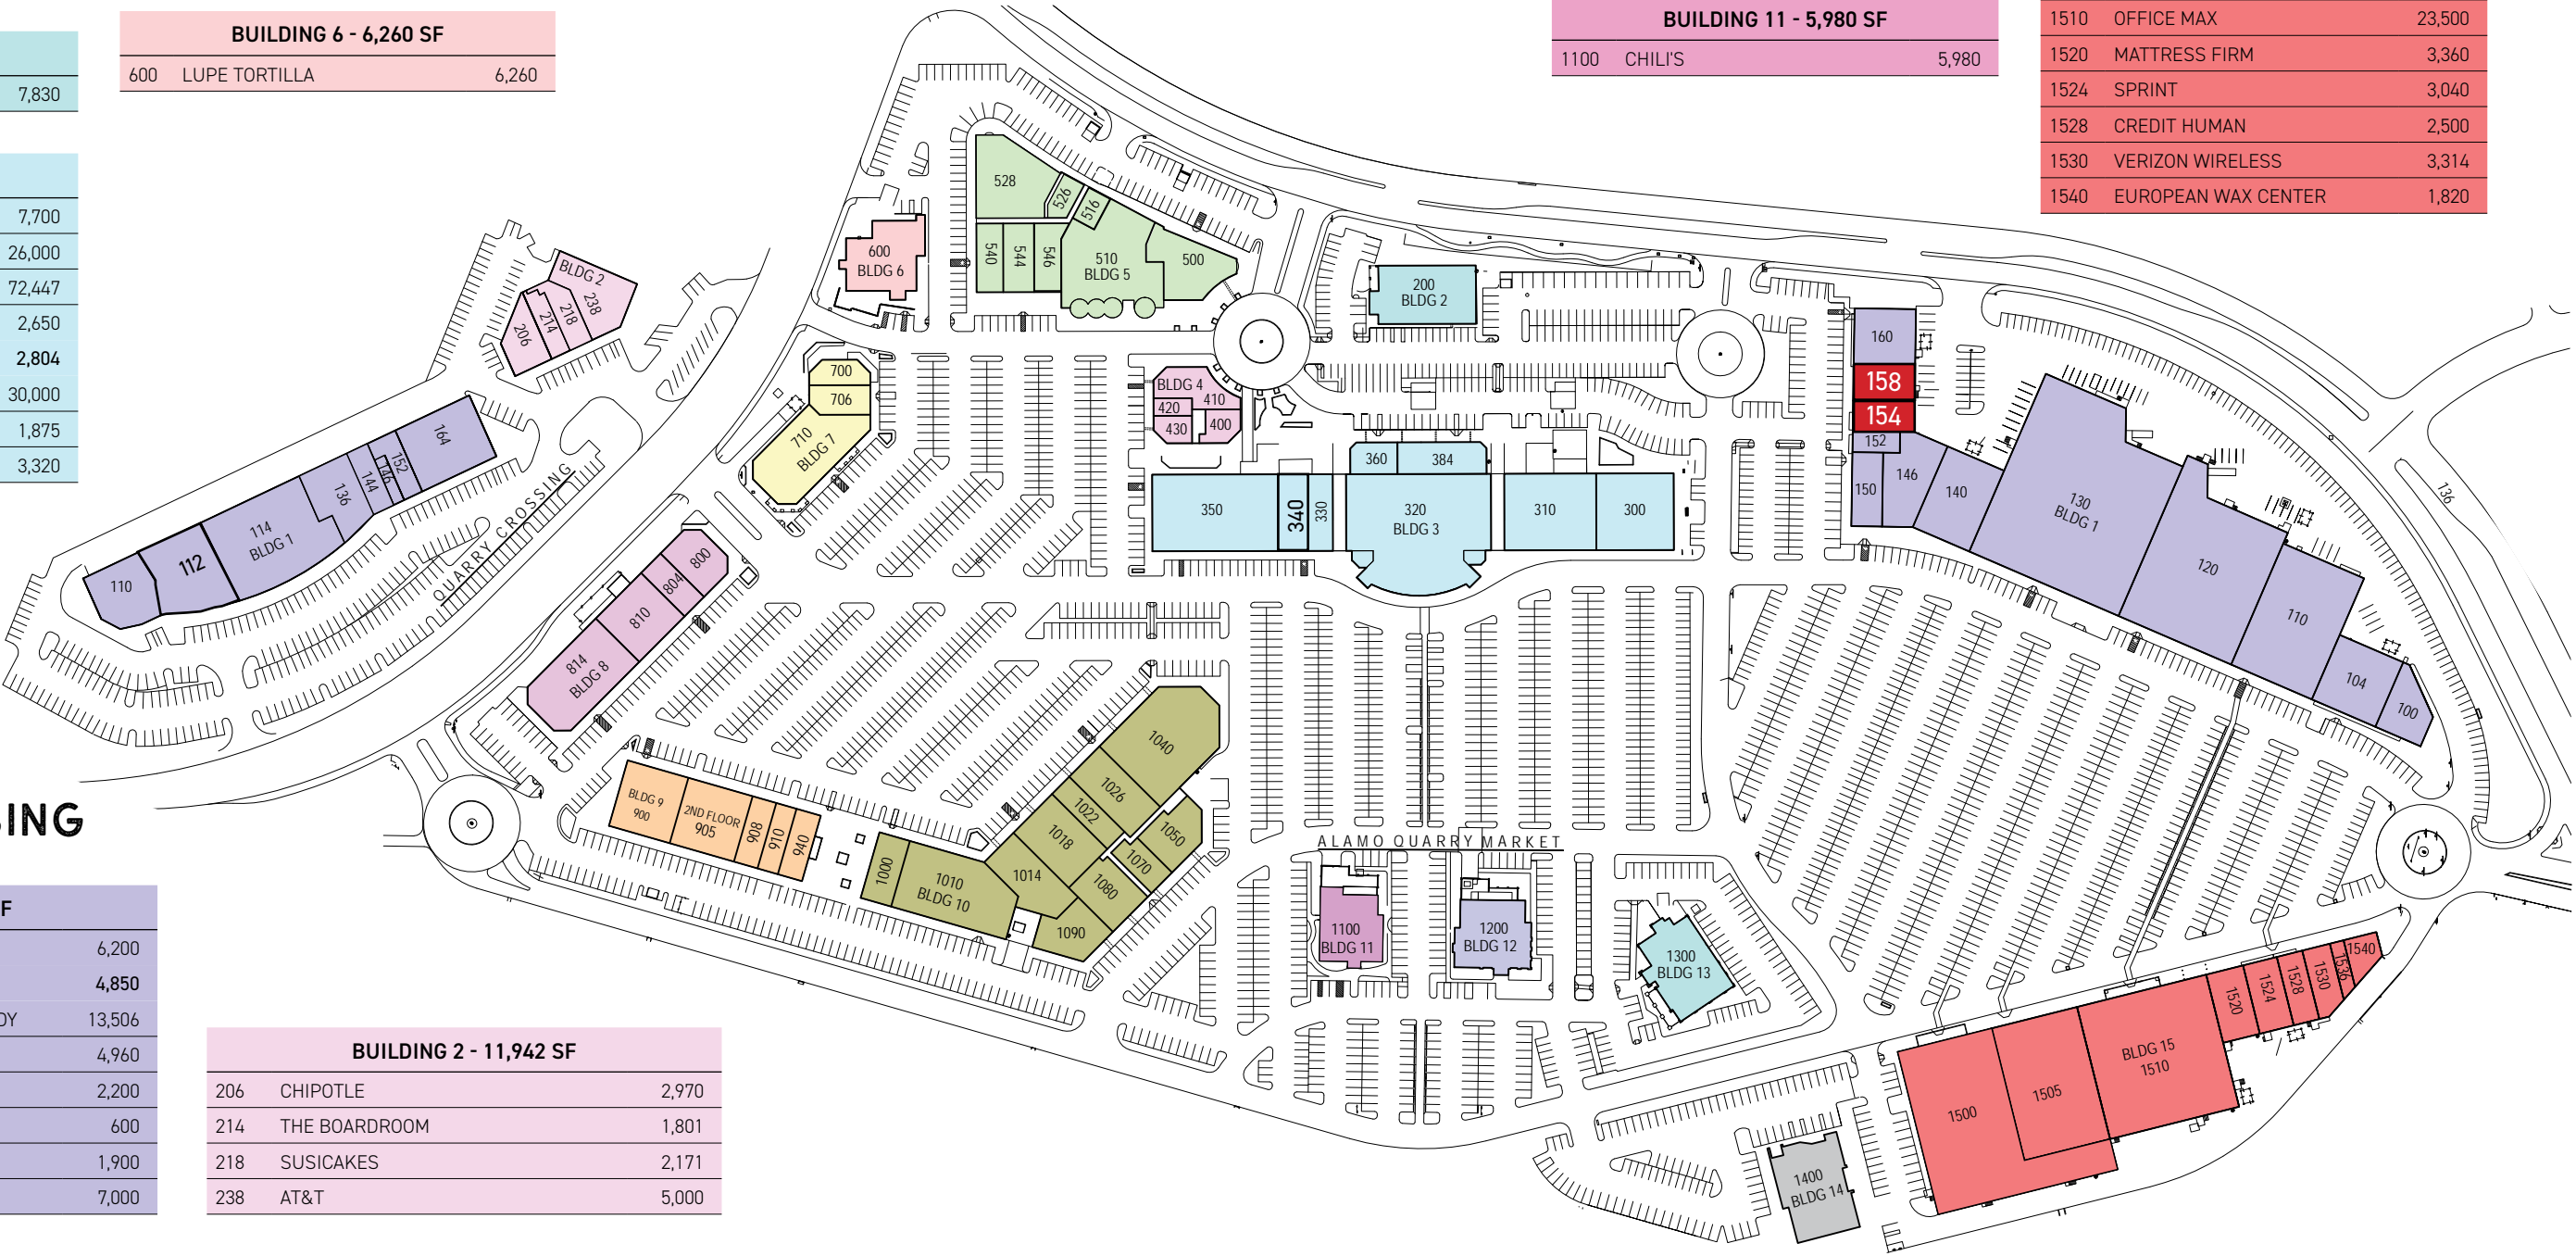 BUILDING 6 - 6,260 SF
600 LUPE TORTILLA 6,260
BUILDING 11 - 5,980 SF
1100 CHILI'S 5,980
1510 OFFICE MAX 23,500
1520 MATTRESS FIRM 3,360
1524 SPRINT 3,040
1528 CREDIT HUMAN 2,500
1530 VERIZON WIRELESS 3,314
1540 EUROPEAN WAX CENTER 1,820
7,830
7,700
26,000
72,447
2,650
2,804
30,000
1,875
3,320
528
526
516
540
544
546
510
BLDG 5
500
600
BLDG 6
200
BLDG 2
BLDG 2
206
214
218
238
700
706
710
BLDG 7
BLDG 4
410
420
430
400
360
384
350
340
330
320
BLDG 3
310
300
160
158
154
152
150
146
140
130
BLDG 1
120
110
104
100
136
110
112
114
BLDG 1
136
144
146
152
164
QUARRY CROSSING
800
804
810
814
BLDG 8
BLDG 9
900
2ND FLOOR
905
908
910
940
1000
1010
BLDG 10
1014
1018
1022
1026
1040
1050
1070
1080
1090
ALAMO QUARRY MARKET
1100
BLDG 11
1200
BLDG 12
1300
BLDG 13
1400
BLDG 14
1500
1505
BLDG 15
1510
1520
1524
1528
1530
1536
1540
ING
F
6,200
4,850
DY 13,506
4,960
2,200
600
1,900
7,000
BUILDING 2 - 11,942 SF
206 CHIPOTLE 2,970
214 THE BOARDROOM 1,801
218 SUSICAKES 2,171
238 AT&T 5,000